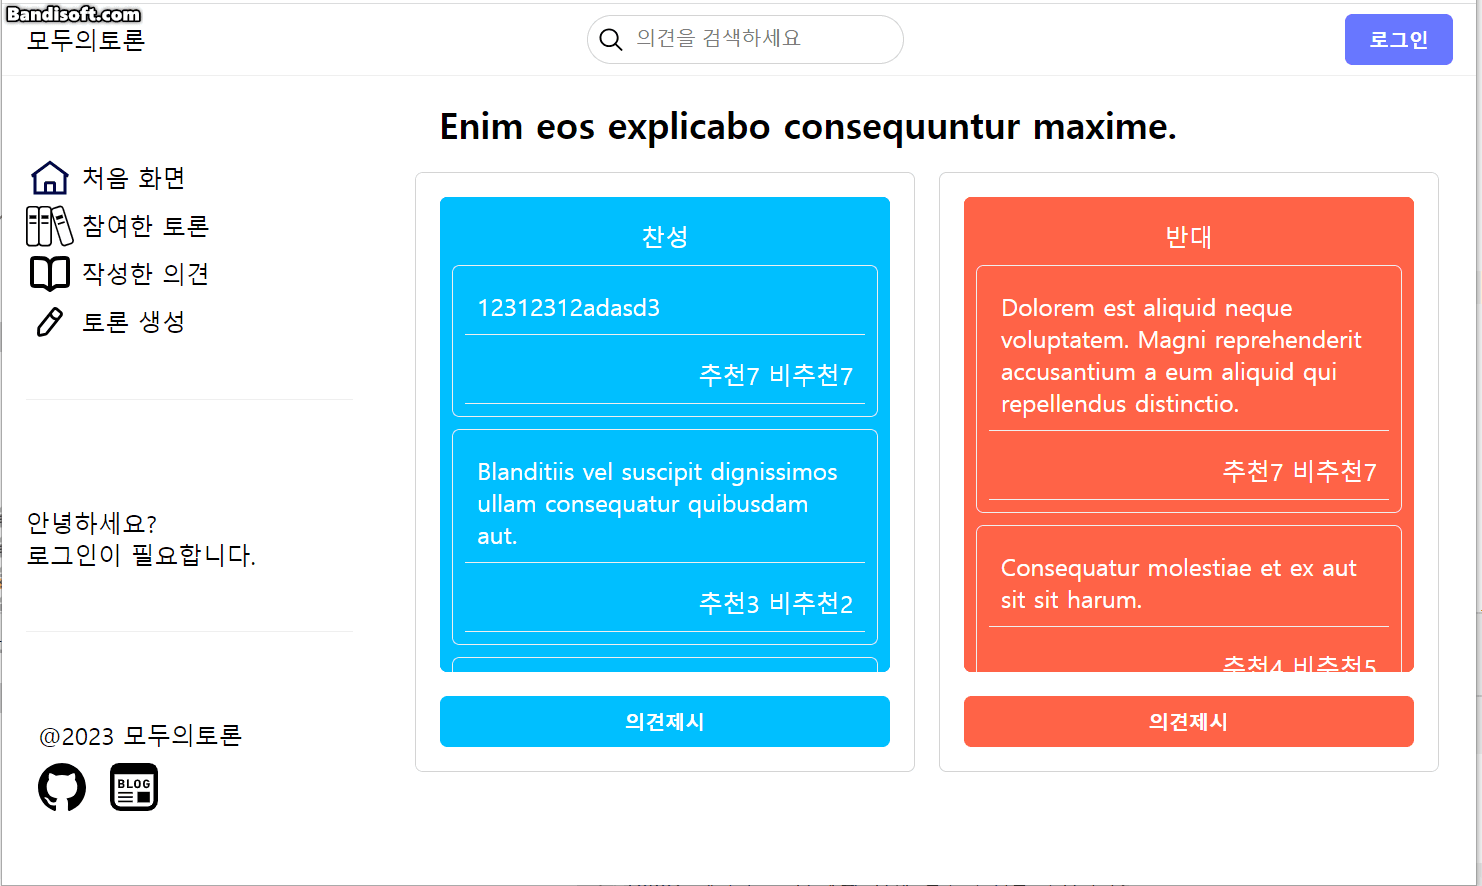 Bandisoft.com
모두의토론
의견을 검색하세요
로그인
처음 화면
참여한 토론
작성한 의견
토론 생성
안녕하세요?
로그인이 필요합니다.
@2023 모두의토론
BLOG
Enim eos explicabo consequuntur maxime.
찬성
12312312adasd3
추천7 비추천7
Blanditiis vel suscipit dignissimos
ullam consequatur quibusdam
aut.
추천3 비추천2
의견제시
반대
Dolorem est aliquid neque
voluptatem. Magni reprehenderit
accusantium a eum aliquid qui
repellendus distinctio.
추천7 비추천7
Consequatur molestiae et ex aut
sit sit harum.
추천4 비추천5
의견제시